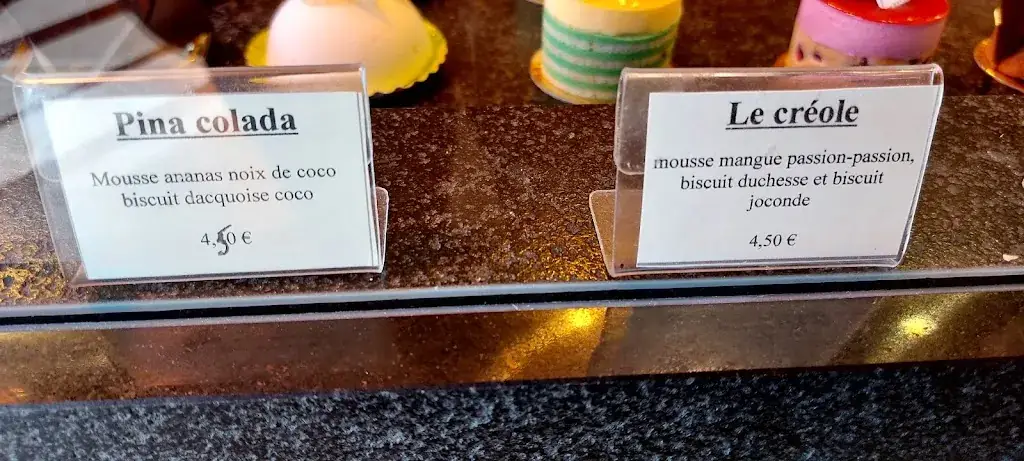 Pina colada
Mousse ananas noix de coco
biscuit dacquoise coco
4,50 €
Le créole
mousse mangue passion-passion,
biscuit duchesse et biscuit
joconde
4,50 €